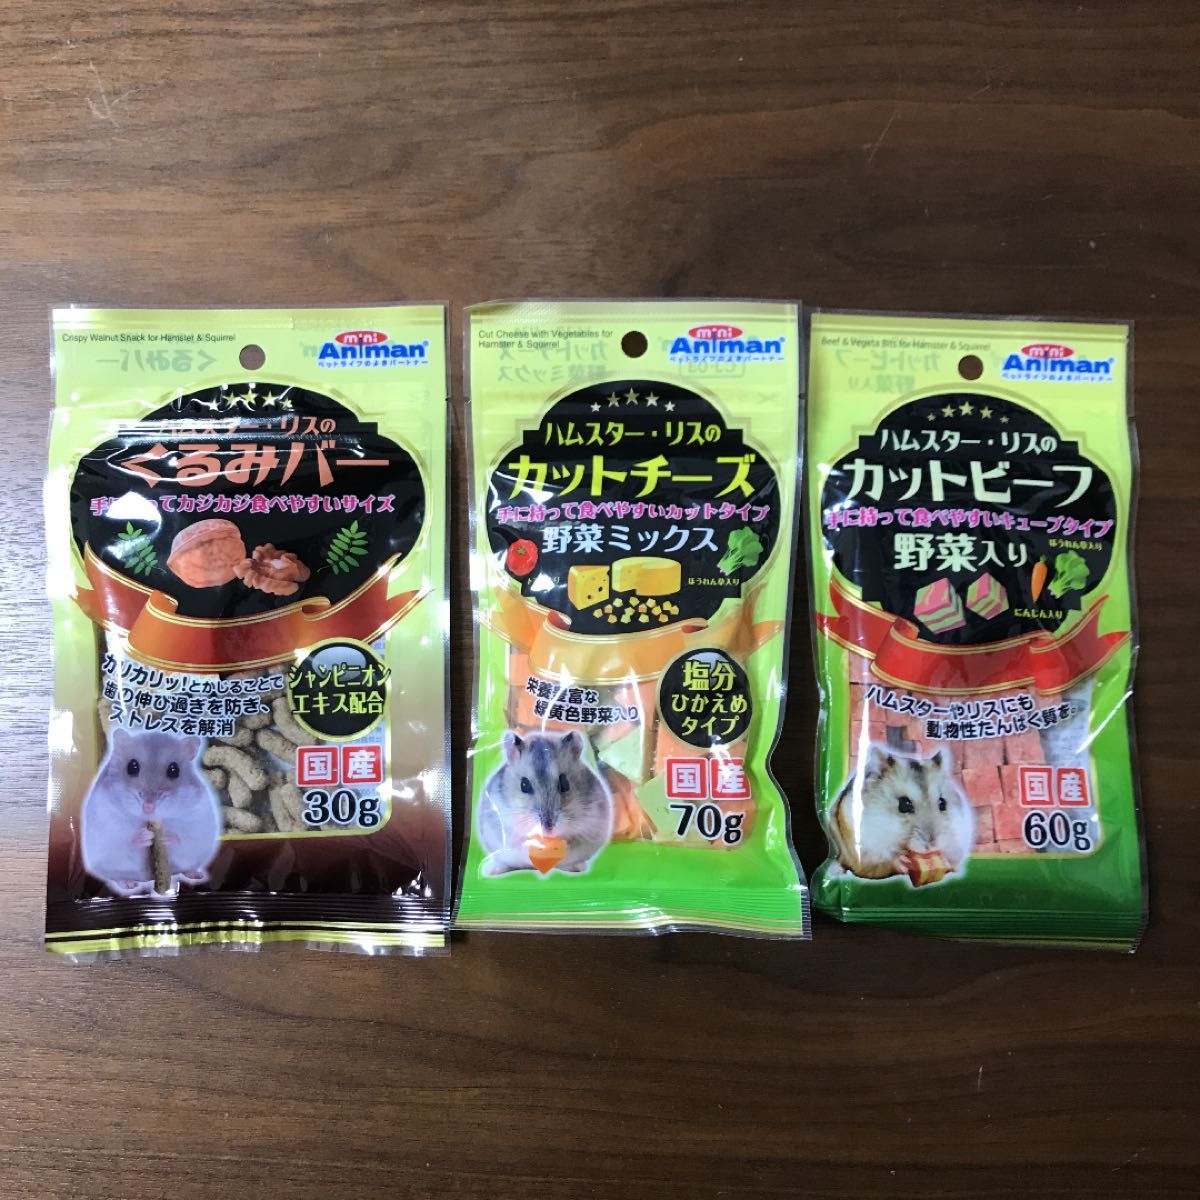 Crispy Walnut Snack for Hamster & Squirrel
mini
Animan®
ペットライフのよきパートナー
ハムスター・リスの
くるみバー
手に持ってカジカジ食べやすいサイズ
カリカリッ!とかじることで
歯の伸び過ぎを防ぎ、
ストレスを解消
シャンピニオン
エキス配合
国産
30g
Cut Cheese with Vegetables for
Hamster & Squirrel
mini
Animan®
ペットライフのよきパートナー
ハムスター・リスの
カットチーズ
手に持って食べやすいカットタイプ
野菜ミックス
ほうれん草入り
栄養豊富な
緑黄色野菜入り
塩分
ひかえめ
タイプ
国産
70g
Beef & Vegeta Bits for Hamster & Squirrel
mini
Animan®
ペットライフのよきパートナー
ハムスター・リスの
カットビーフ
手に持って食べやすいキューブタイプ
野菜入り
ほうれん草入り
にんじん入り
ハムスターやリスにも
動物性たんぱく質を。
国産
60g